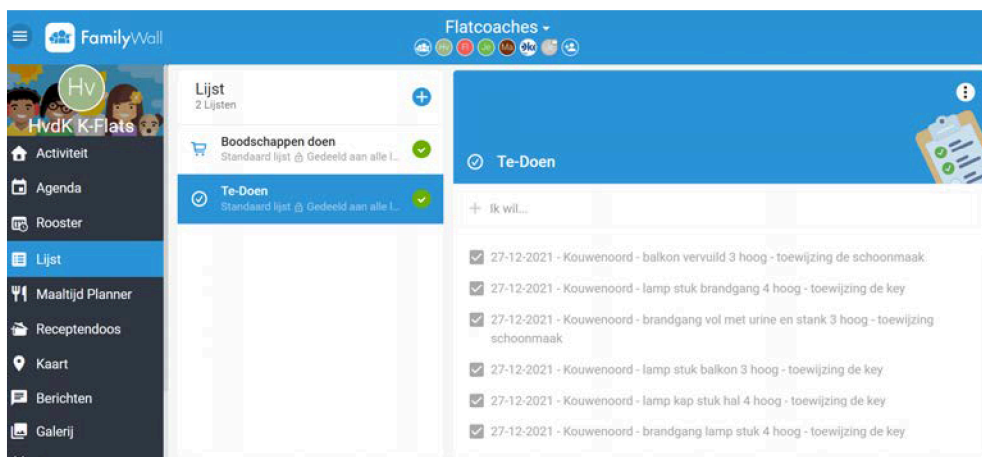 FamilyWall
Flatcoaches
Hv
Fl
Je
Ma
Hv
HvdK K-Flats
Activiteit
Agenda
Rooster
Lijst
Maaltijd Planner
Receptendoos
Kaart
Berichten
Galerij
Lijst
2 Lijsten
Boodschappen doen
Standaard lijst Gedeeld aan alle l...
Te-Doen
Standaard lijst Gedeeld aan alle l...
Te-Doen
+ Ik wil...
27-12-2021 - Kouwenoord - balkon vervuild 3 hoog - toewijzing de schoonmaak
27-12-2021 - Kouwenoord - lamp stuk brandgang 4 hoog - toewijzing de key
27-12-2021 - Kouwenoord - brandgang vol met urine en stank 3 hoog - toewijzing
schoonmaak
27-12-2021 - Kouwenoord - lamp stuk balkon 3 hoog - toewijzing de key
27-12-2021 - Kouwenoord - lamp kap stuk hal 4 hoog - toewijzing de key
27-12-2021 - Kouwenoord - brandgang lamp stuk 4 hoog - toewijzing de key